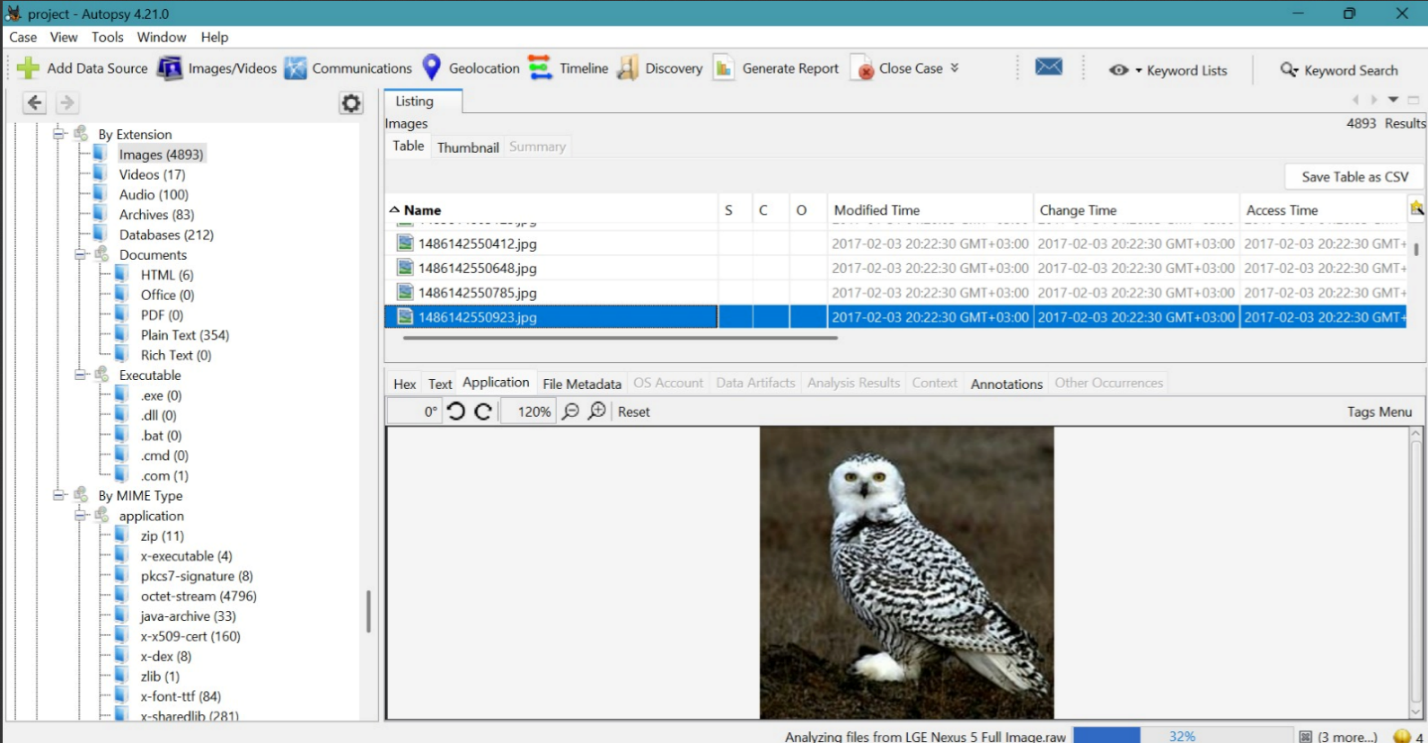 project - Autopsy 4.21.0
Case View Tools Window Help
Add Data Source Images/Videos Communications Geolocation Timeline Discovery Generate Report Close Case Keyword Lists Keyword Search
By Extension
Images (4893)
Videos (17)
Audio (100)
Archives (83)
Databases (212)
Documents
HTML (6)
Office (0)
PDF (0)
Plain Text (354)
Rich Text (0)
Executable
.exe (0)
.dll (0)
.bat (0)
.cmd (0)
.com (1)
By MIME Type
application
zip (11)
x-executable (4)
pkcs7-signature (8)
octet-stream (4796)
java-archive (33)
x-x509-cert (160)
x-dex (8)
zlib (1)
x-font-ttf (84)
x-sharedlib (281)
Listing
Images 4893 Results
Table Thumbnail Summary
Save Table as CSV
Name S C O Modified Time Change Time Access Time
1486142550412.jpg 2017-02-03 20:22:30 GMT+03:00 2017-02-03 20:22:30 GMT+03:00 2017-02-03 20:22:30 GMT+
1486142550648.jpg 2017-02-03 20:22:30 GMT+03:00 2017-02-03 20:22:30 GMT+03:00 2017-02-03 20:22:30 GMT+
1486142550785.jpg 2017-02-03 20:22:30 GMT+03:00 2017-02-03 20:22:30 GMT+03:00 2017-02-03 20:22:30 GMT+
1486142550923.jpg 2017-02-03 20:22:30 GMT+03:00 2017-02-03 20:22:30 GMT+03:00 2017-02-03 20:22:30 GMT+
Hex Text Application File Metadata OS Account Data Artifacts Analysis Results Context Annotations Other Occurrences
0° 120% Reset Tags Menu
Analyzing files from LGE Nexus 5 Full Image.raw 32% (3 more...) 4